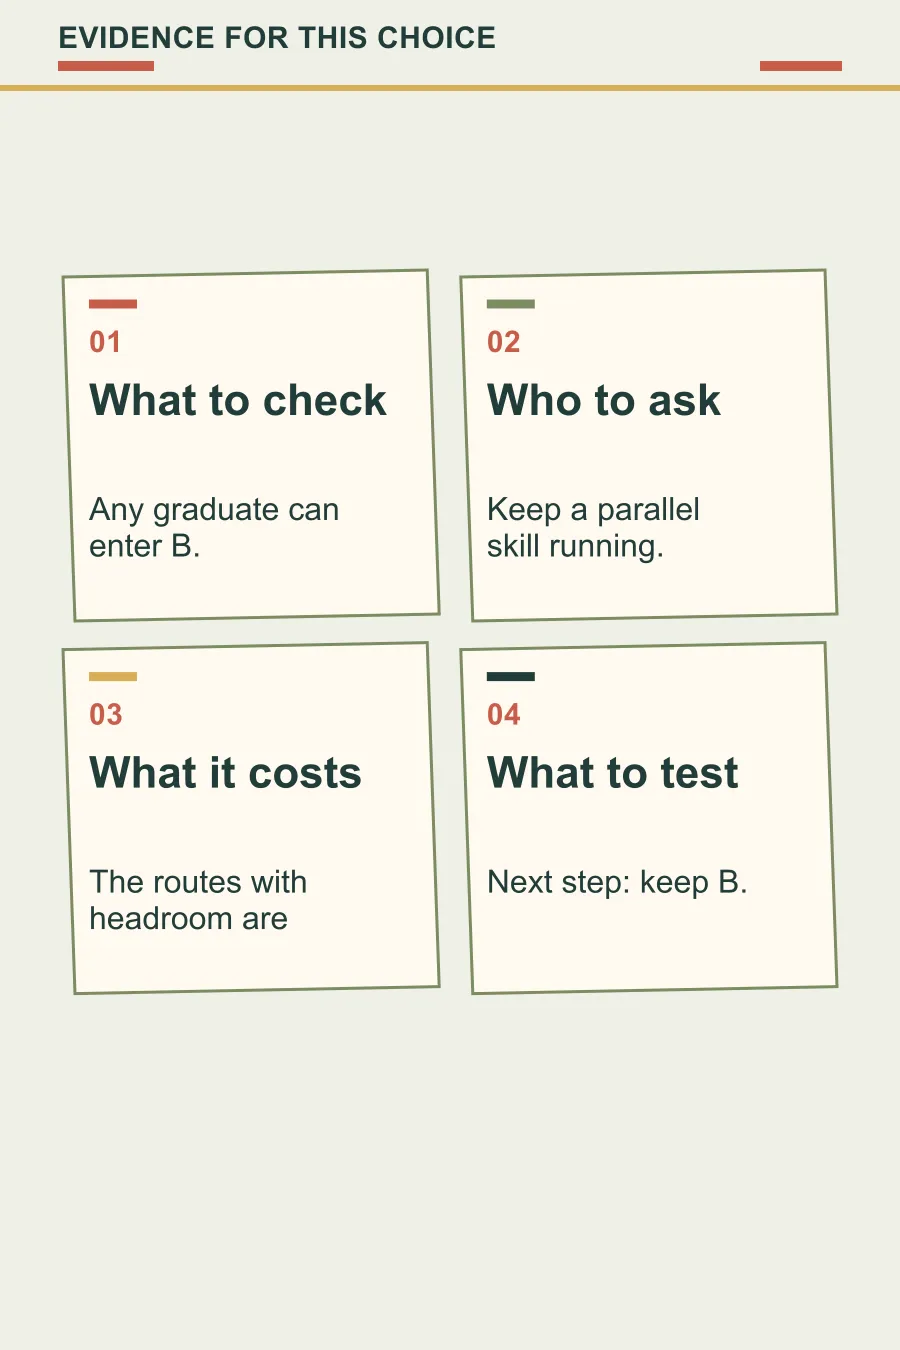 EVIDENCE FOR THIS CHOICE
01
What to check
Any graduate can
enter B.
02
Who to ask
Keep a parallel
skill running.
03
What it costs
The routes with
headroom are
04
What to test
Next step: keep B.